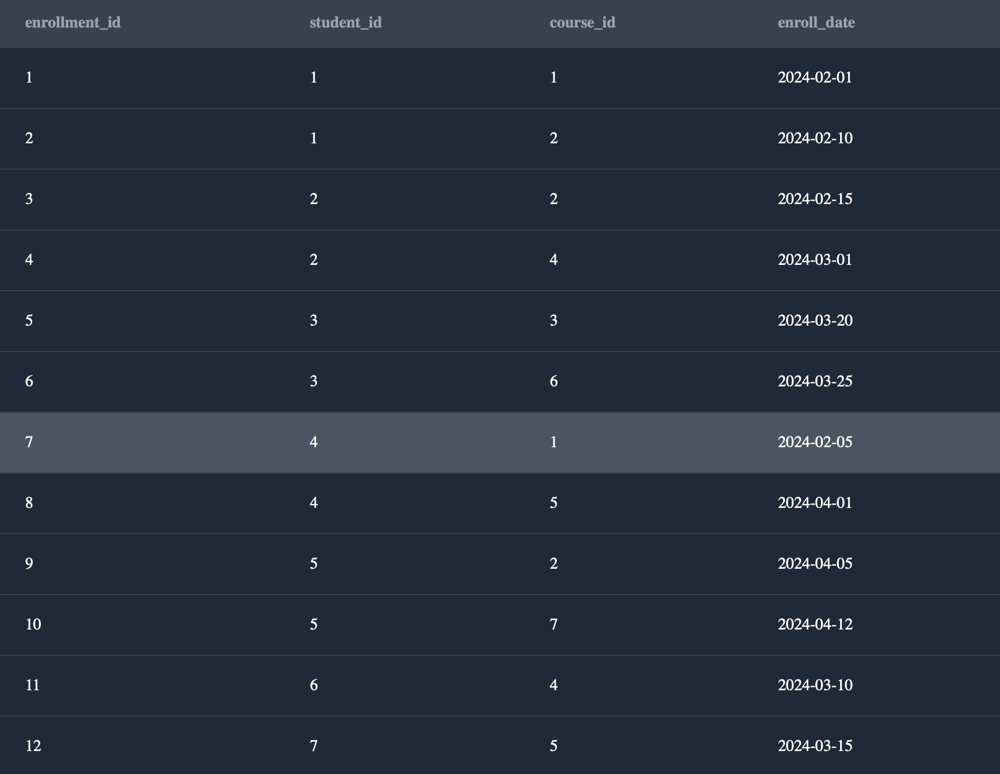 enrollment_id student_id course_id enroll_date
1 1 1 2024-02-01
2 1 2 2024-02-10
3 2 2 2024-02-15
4 2 4 2024-03-01
5 3 3 2024-03-20
6 3 6 2024-03-25
7 4 1 2024-02-05
8 4 5 2024-04-01
9 5 2 2024-04-05
10 5 7 2024-04-12
11 6 4 2024-03-10
12 7 5 2024-03-15